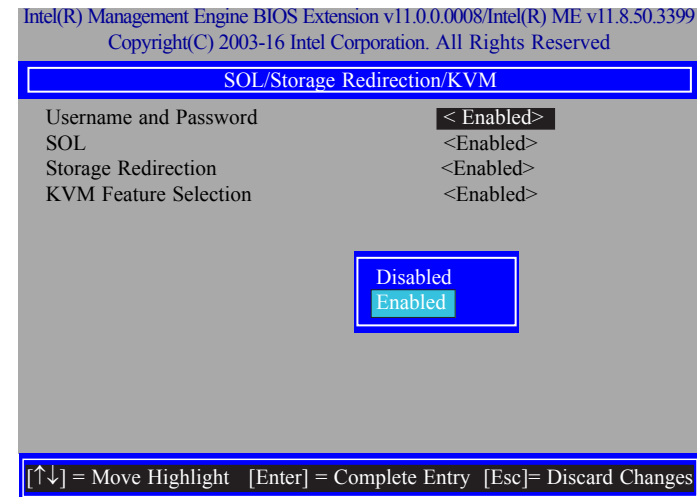 Intel(R) Management Engine BIOS Extension v11.0.0.0008/Intel(R) ME v11.8.50.3399
Copyright(C) 2003-16 Intel Corporation. All Rights Reserved
SOL/Storage Redirection/KVM
Username and Password < Enabled>
SOL <Enabled>
Storage Redirection <Enabled>
KVM Feature Selection <Enabled>
Disabled
Enabled
[↑↓] = Move Highlight [Enter] = Complete Entry [Esc]= Discard Changes